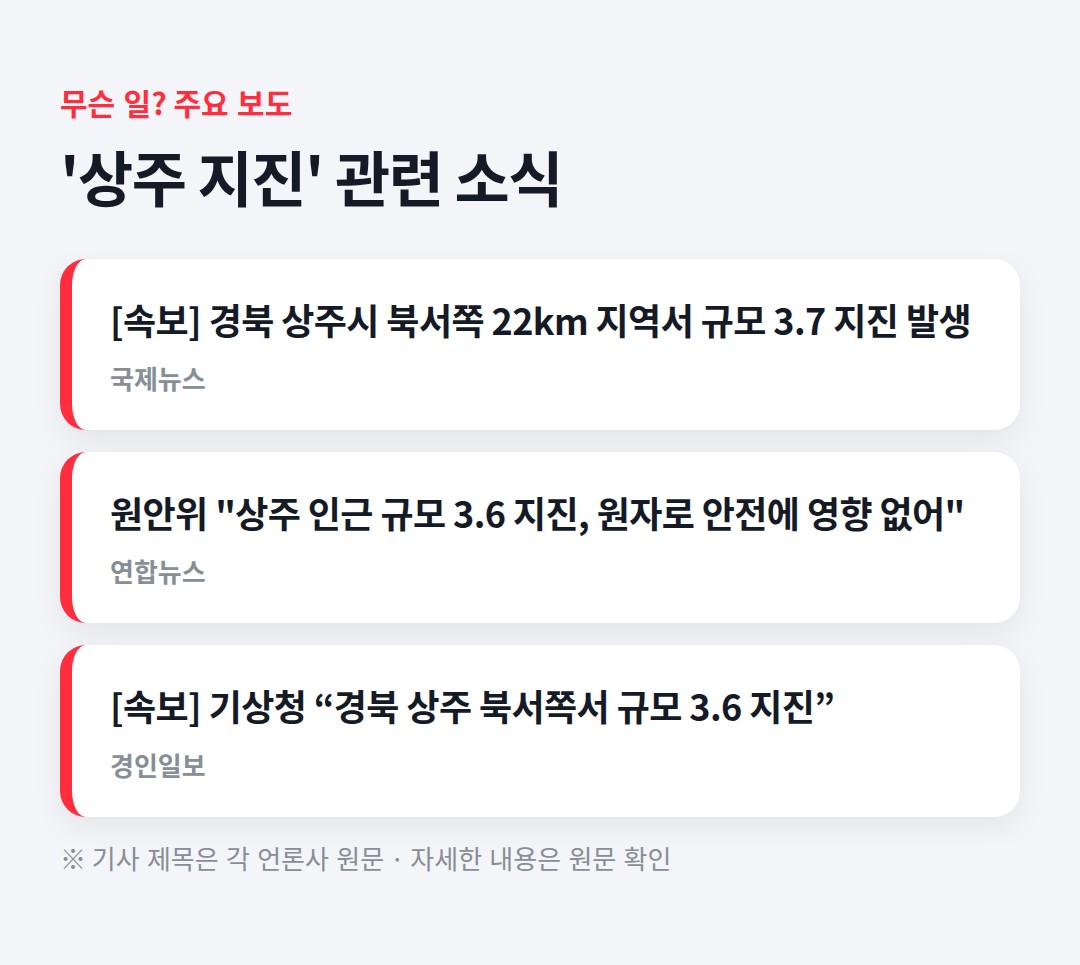 무슨 일? 주요 보도
'상주 지진' 관련 소식
[속보] 경북 상주시 북서쪽 22km 지역서 규모 3.7 지진 발생
국제뉴스
원안위 "상주 인근 규모 3.6 지진, 원자로 안전에 영향 없어"
연합뉴스
[속보] 기상청 “경북 상주 북서쪽서 규모 3.6 지진”
경인일보
※ 기사 제목은 각 언론사 원문 · 자세한 내용은 원문 확인